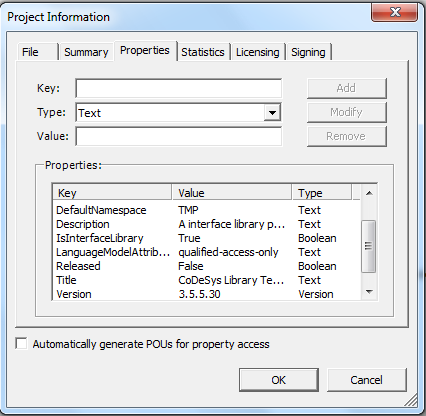 Project Information
File Summary Properties Statistics Licensing Signing
Key: Add
Type: Text Modify
Value: Remove
Properties:
Key Value Type
DefaultNamespace TMP Text
Description A interface library p... Text
IsInterfaceLibrary True Boolean
LanguageModelAttrib... qualified-access-only Text
Released False Boolean
Title CoDeSys Library Te... Text
Version 3.5.5.30 Version
Automatically generate POUs for property access
OK Cancel